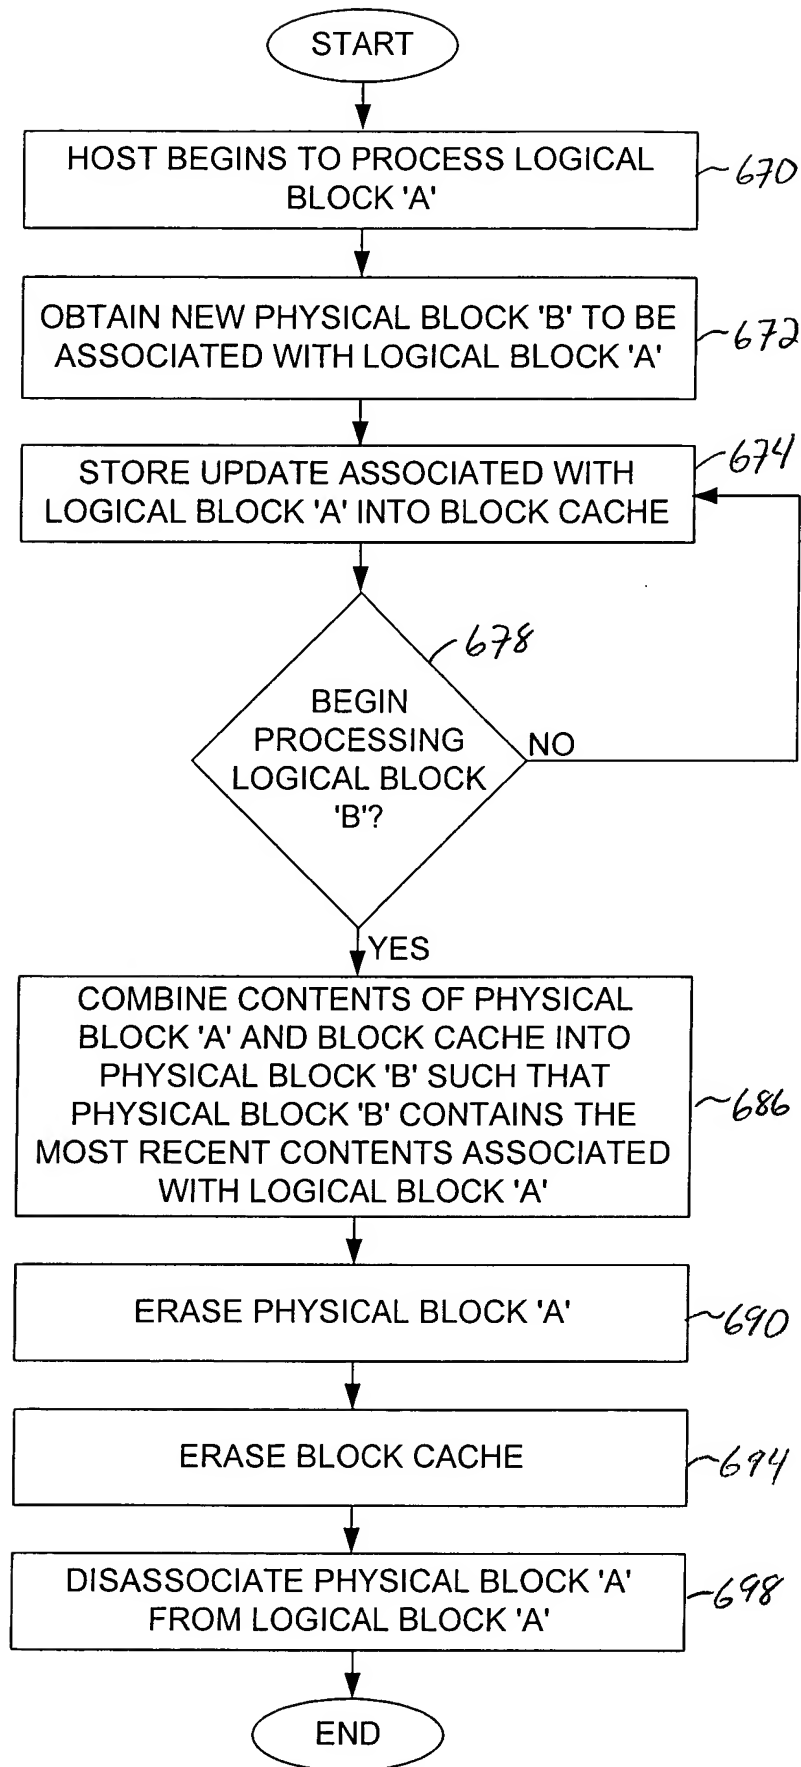 START
HOST BEGINS TO PROCESS LOGICAL
BLOCK 'A'
670
OBTAIN NEW PHYSICAL BLOCK 'B' TO BE
ASSOCIATED WITH LOGICAL BLOCK 'A'
672
STORE UPDATE ASSOCIATED WITH
LOGICAL BLOCK 'A' INTO BLOCK CACHE
674
678
BEGIN
PROCESSING
LOGICAL BLOCK
'B'?
NO
YES
COMBINE CONTENTS OF PHYSICAL
BLOCK 'A' AND BLOCK CACHE INTO
PHYSICAL BLOCK 'B' SUCH THAT
PHYSICAL BLOCK 'B' CONTAINS THE
MOST RECENT CONTENTS ASSOCIATED
WITH LOGICAL BLOCK 'A'
686
ERASE PHYSICAL BLOCK 'A'
690
ERASE BLOCK CACHE
694
DISASSOCIATE PHYSICAL BLOCK 'A'
FROM LOGICAL BLOCK 'A'
698
END